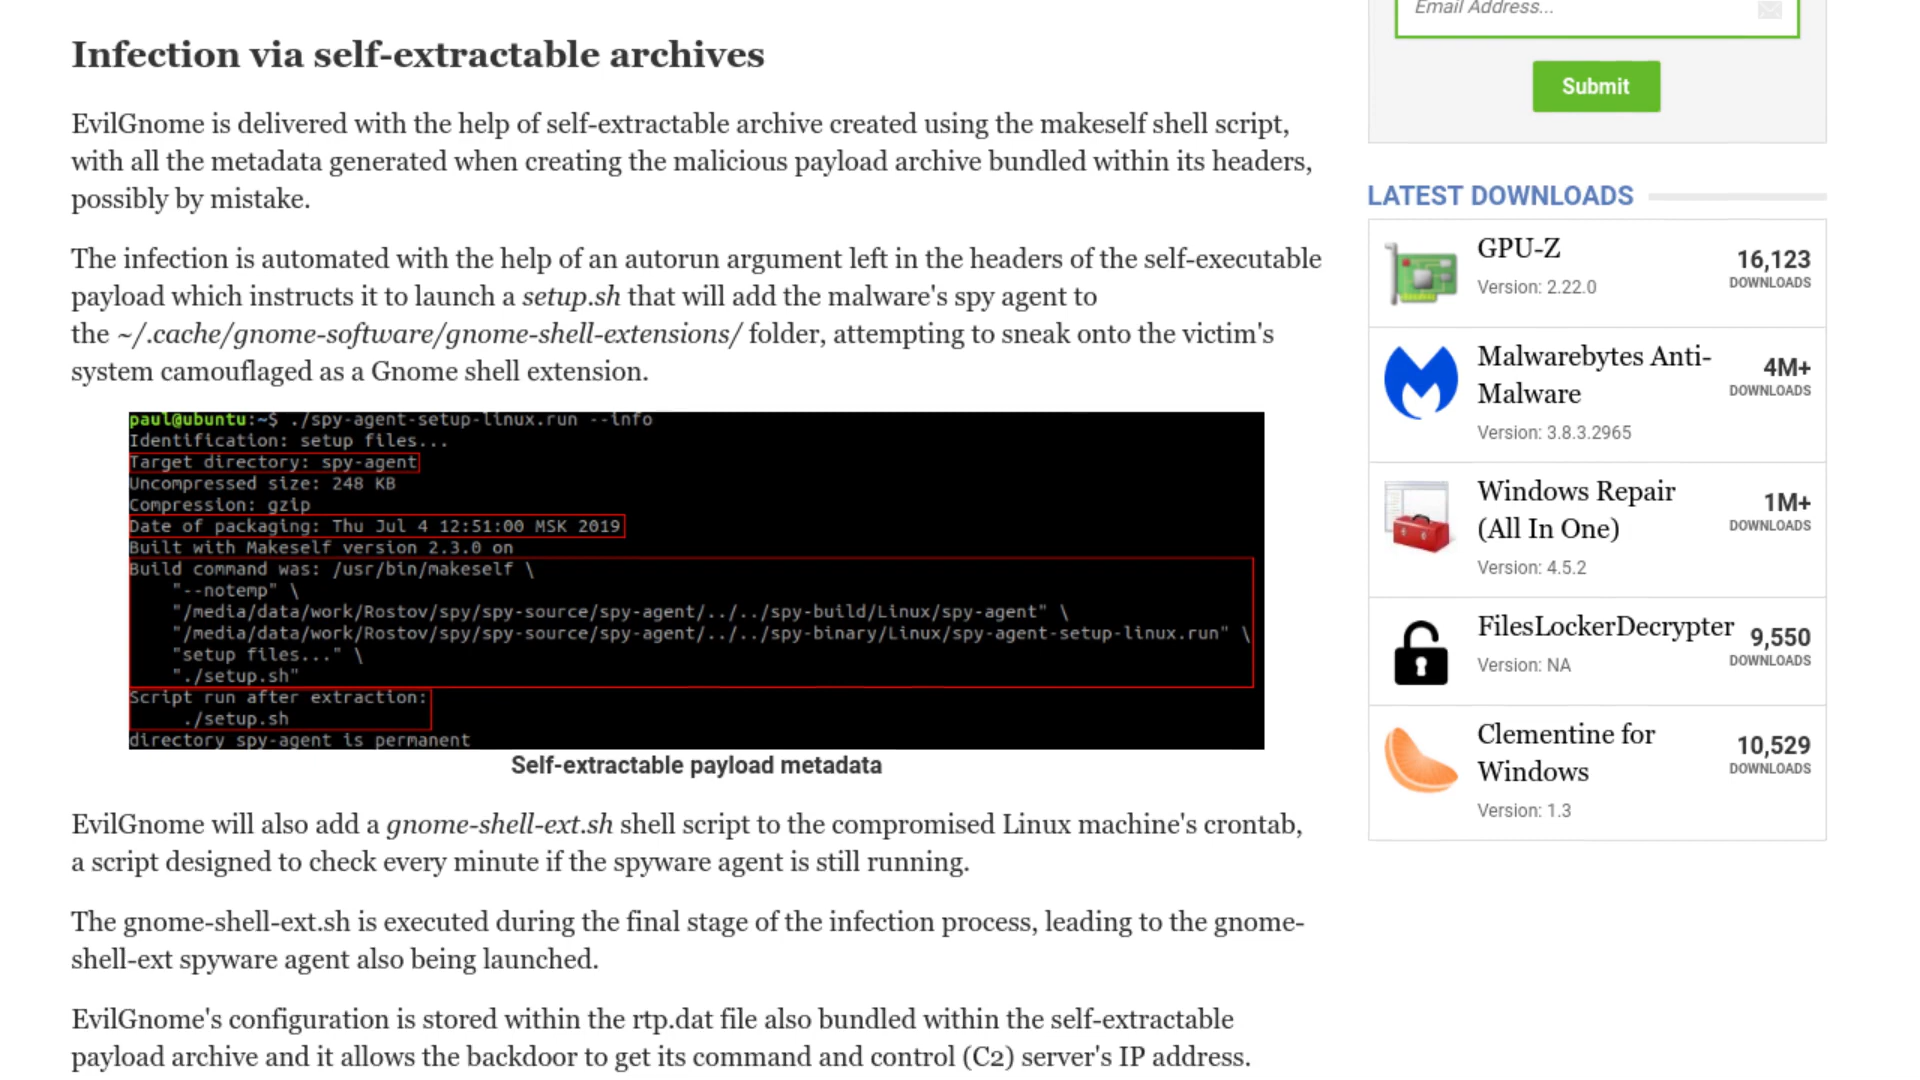 Infection via self-extractable archives
EvilGnome is delivered with the help of self-extractable archive created using the makeself shell script,
with all the metadata generated when creating the malicious payload archive bundled within its headers,
possibly by mistake.
The infection is automated with the help of an autorun argument left in the headers of the self-executable
payload which instructs it to launch a setup.sh that will add the malware's spy agent to
the ~/.cache/gnome-software/gnome-shell-extensions/ folder, attempting to sneak onto the victim's
system camouflaged as a Gnome shell extension.
paul@ubuntu:~$ ./spy-agent-setup-linux.run --info
Identification: setup files...
Target directory: spy-agent
Uncompressed size: 248 KB
Compression: gzip
Date of packaging: Thu Jul 4 12:51:00 MSK 2019
Built with Makeself version 2.3.0 on
Build command was: /usr/bin/makeself \
"--notemp" \
"/media/data/work/Rostov/spy/spy-source/spy-agent/../../spy-build/Linux/spy-agent" \
"/media/data/work/Rostov/spy/spy-source/spy-agent/../../spy-binary/Linux/spy-agent-setup-linux.run" \
"setup files..." \
"./setup.sh"
Script run after extraction:
./setup.sh
directory spy-agent is permanent
Self-extractable payload metadata
EvilGnome will also add a gnome-shell-ext.sh shell script to the compromised Linux machine's crontab,
a script designed to check every minute if the spyware agent is still running.
The gnome-shell-ext.sh is executed during the final stage of the infection process, leading to the gnome-
shell-ext spyware agent also being launched.
EvilGnome's configuration is stored within the rtp.dat file also bundled within the self-extractable
payload archive and it allows the backdoor to get its command and control (C2) server's IP address.
Email Address...
Submit
LATEST DOWNLOADS
GPU-Z
Version: 2.22.0
16,123
DOWNLOADS
Malwarebytes Anti-
Malware
Version: 3.8.3.2965
4M+
DOWNLOADS
Windows Repair
(All In One)
Version: 4.5.2
1M+
DOWNLOADS
FilesLockerDecrypter
Version: NA
9,550
DOWNLOADS
Clementine for
Windows
Version: 1.3
10,529
DOWNLOADS